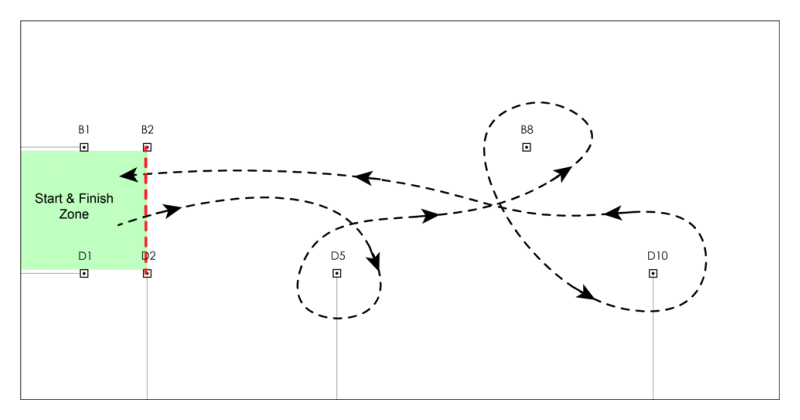 B1
B2
B8
Start & Finish
Zone
D1
D2
D5
D10